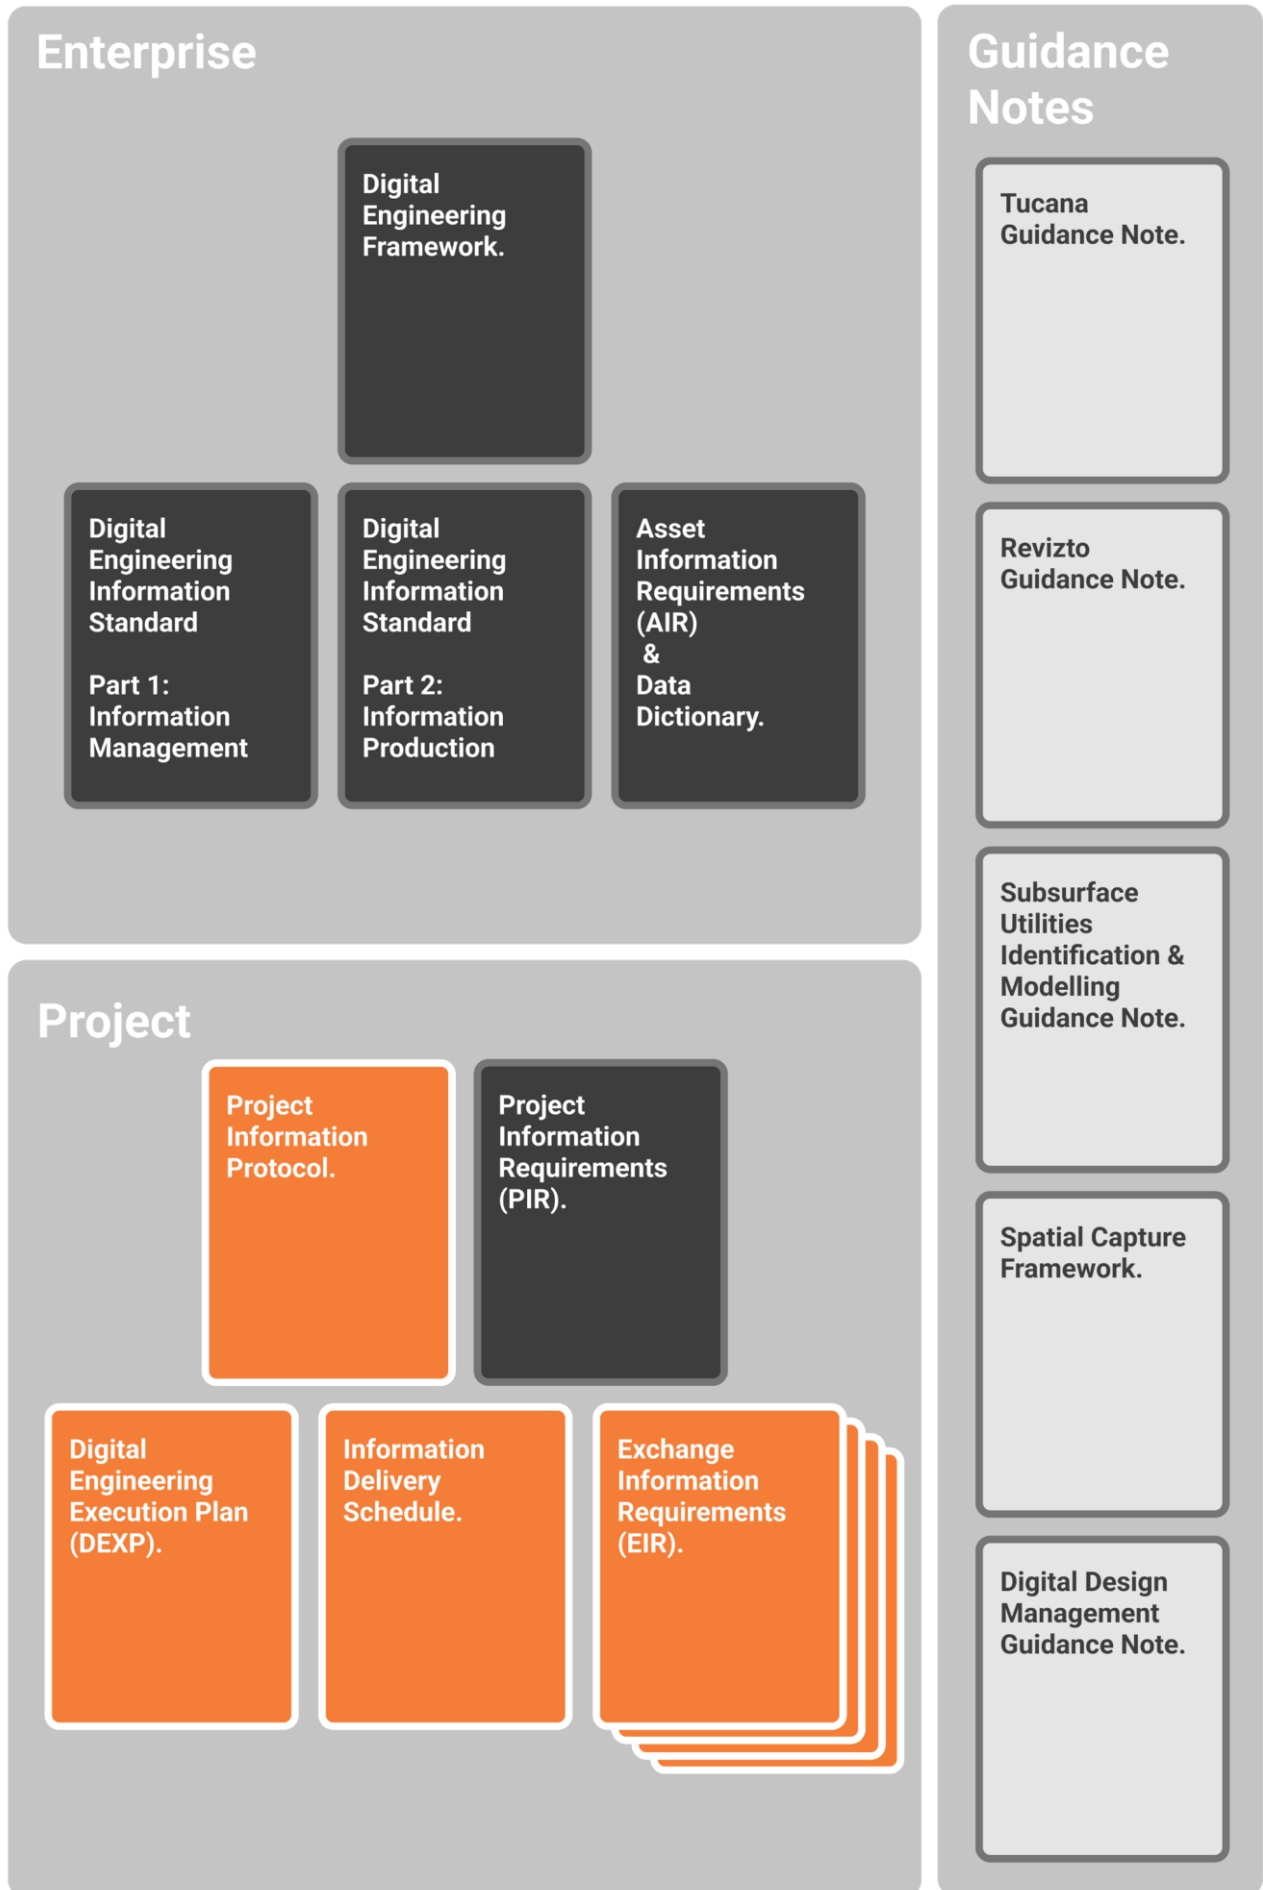 Enterprise
Digital
Engineering
Framework.
Digital
Engineering
Information
Standard
Part 1:
Information
Management
Digital
Engineering
Information
Standard
Part 2:
Information
Production
Asset
Information
Requirements
(AIR)
&
Data
Dictionary.
Project
Project
Information
Protocol.
Project
Information
Requirements
(PIR).
Digital
Engineering
Execution Plan
(DEXP).
Information
Delivery
Schedule.
Exchange
Information
Requirements
(EIR).
Guidance
Notes
Tucana
Guidance Note.
Revizto
Guidance Note.
Subsurface
Utilities
Identification &
Modelling
Guidance Note.
Spatial Capture
Framework.
Digital Design
Management
Guidance Note.